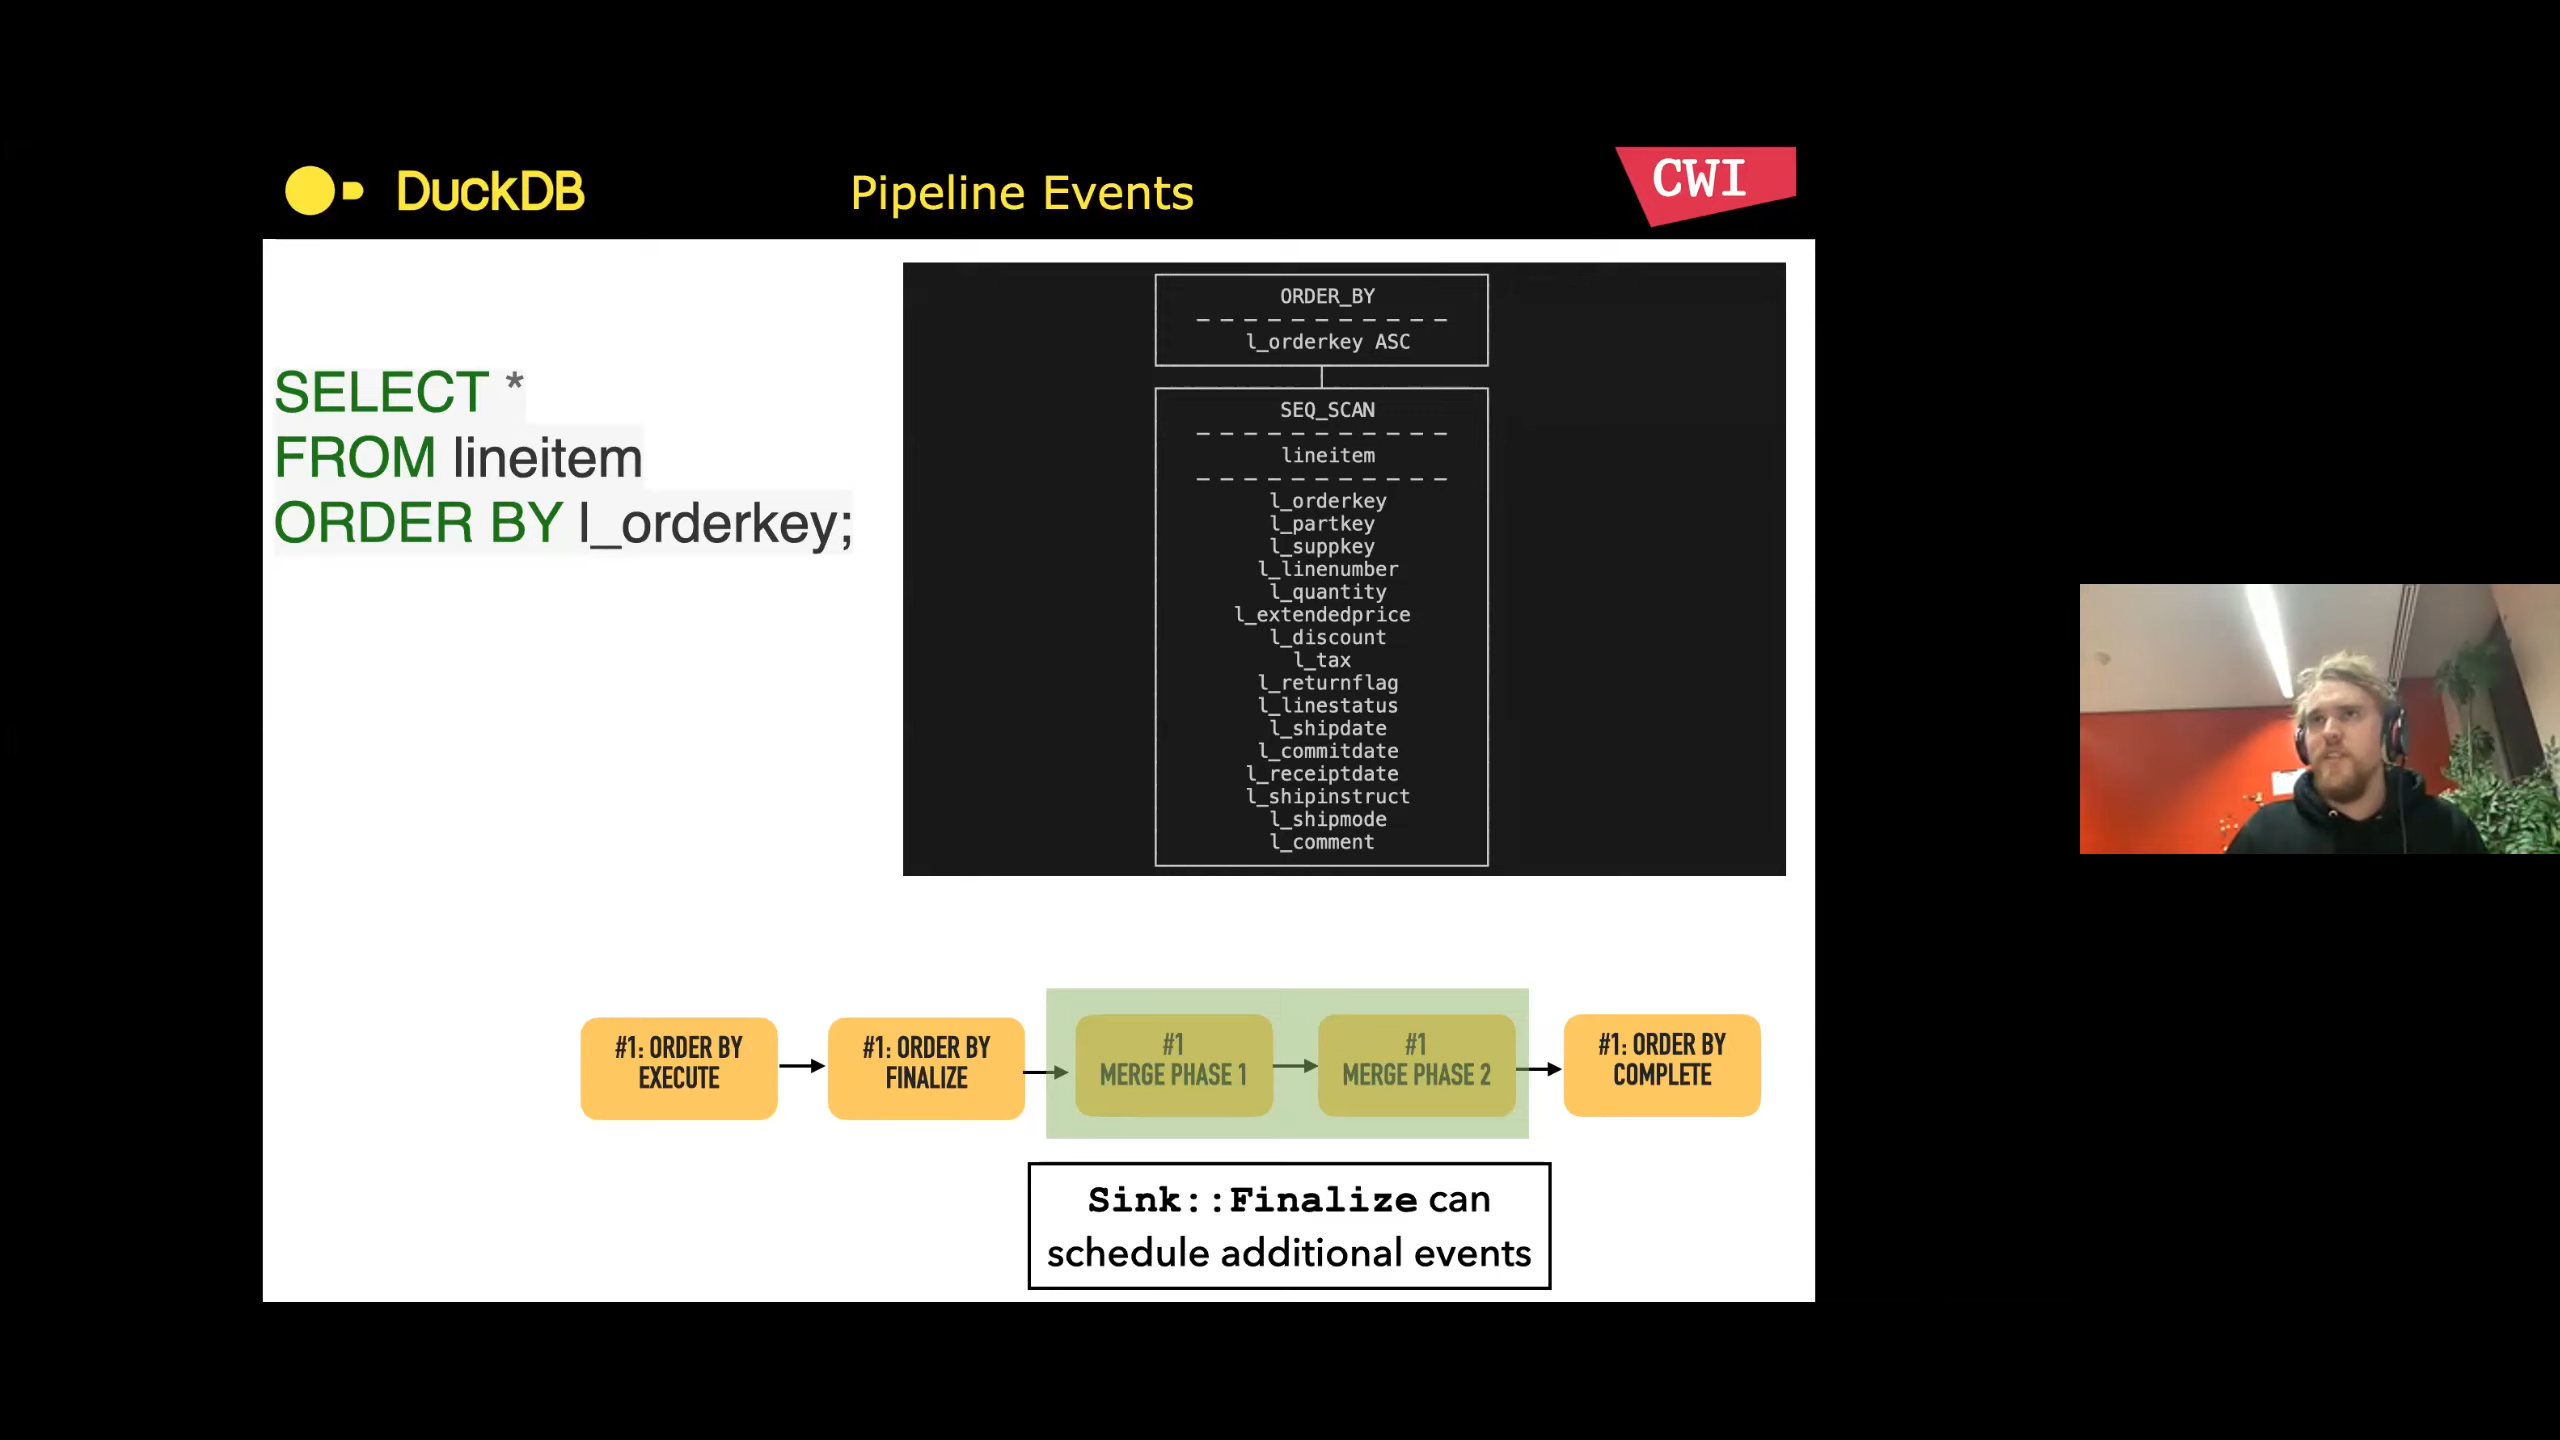 DuckDB
Pipeline Events
CWI
SELECT *
FROM lineitem
ORDER BY l_orderkey;
ORDER_BY
l_orderkey ASC
SEQ_SCAN
lineitem
l_orderkey
l_partkey
l_suppkey
l_linenumber
l_quantity
l_extendedprice
l_discount
l_tax
l_returnflag
l_linestatus
l_shipdate
l_commitdate
l_receiptdate
l_shipinstruct
l_shipmode
l_comment
#1: ORDER BY
EXECUTE
#1: ORDER BY
FINALIZE
#1
MERGE PHASE 1
#1
MERGE PHASE 2
#1: ORDER BY
COMPLETE
Sink::Finalize can
schedule additional events